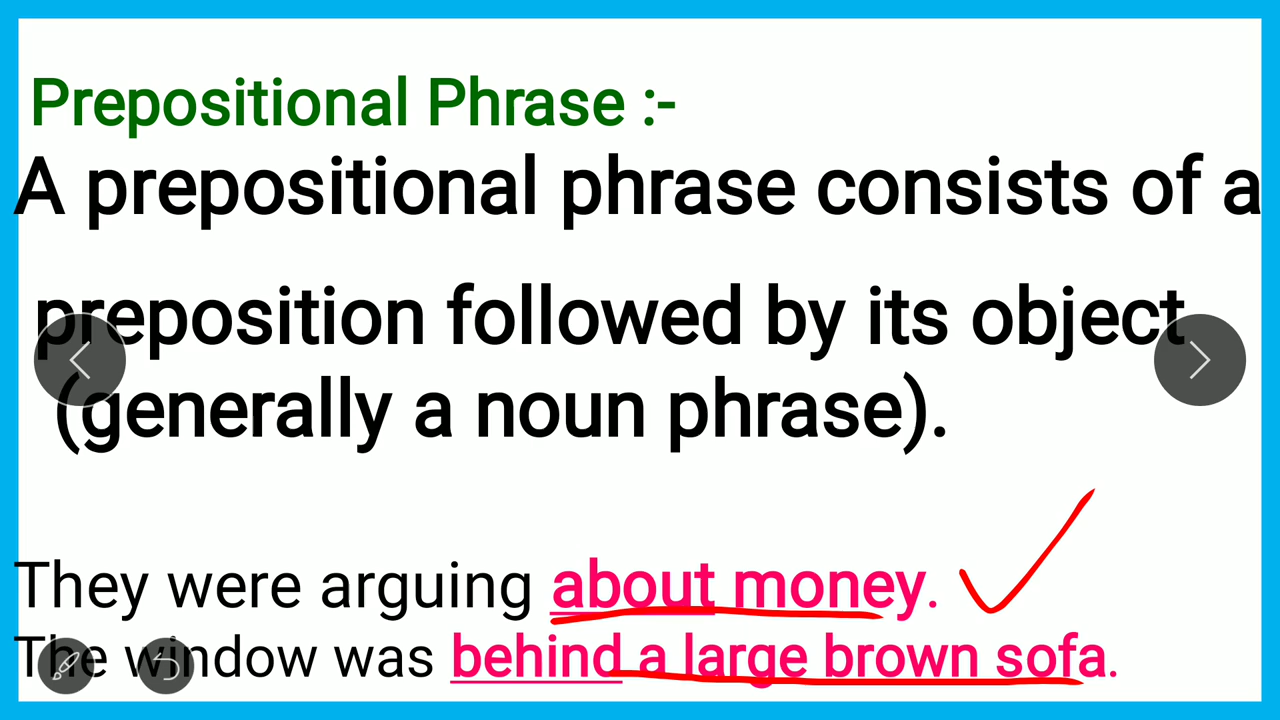 Prepositional Phrase :-
A prepositional phrase consists of a
preposition followed by its object
(generally a noun phrase).
They were arguing about money.
The window was behind a large brown sofa.